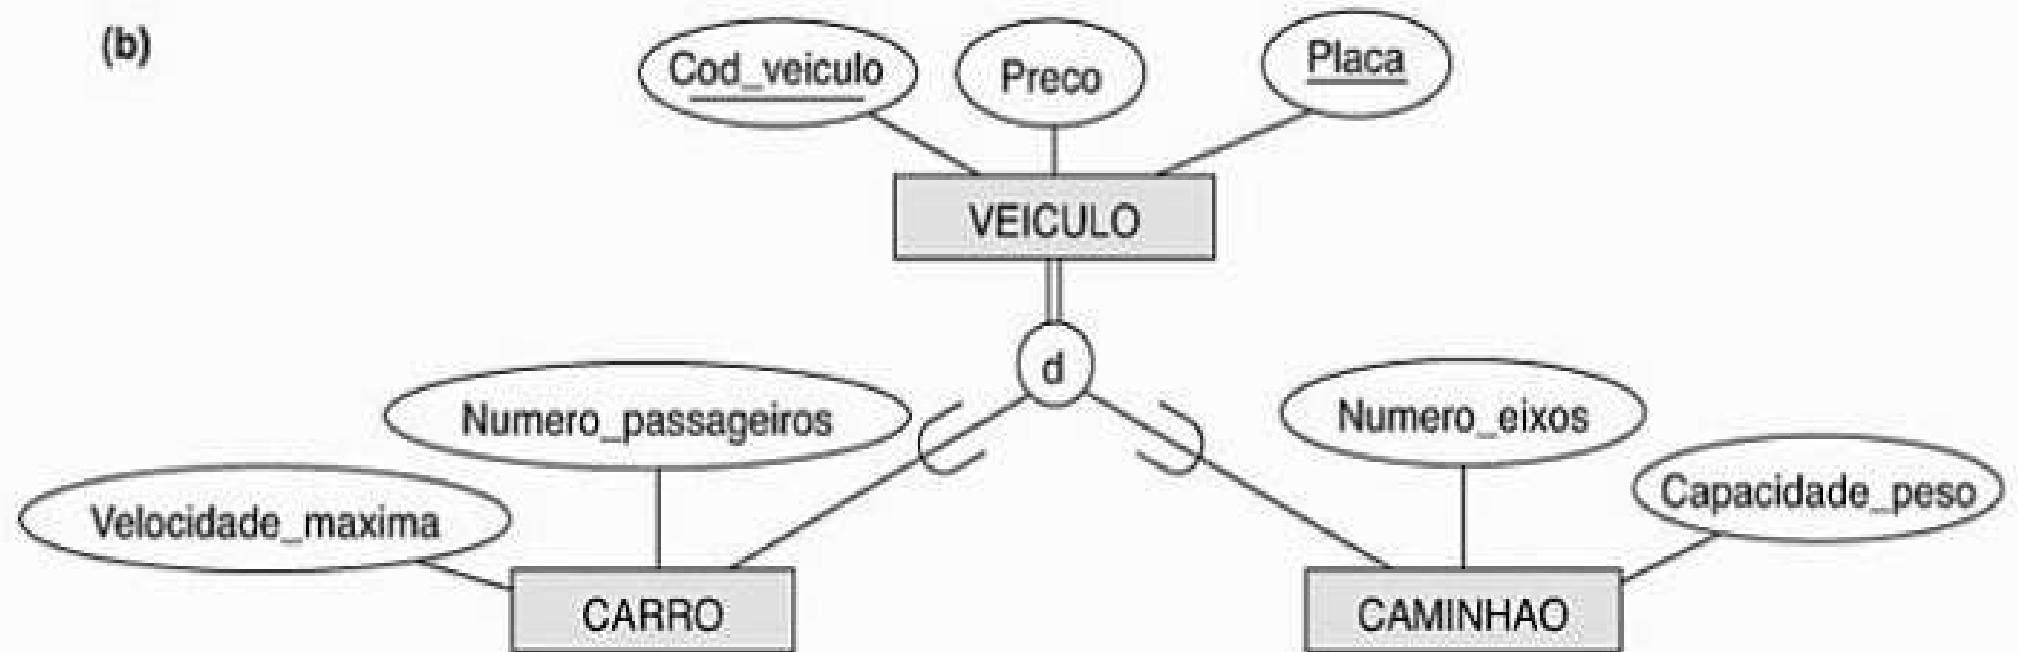 (b)
Cod_veiculo
Preco
Placa
VEICULO
d
Numero_passageiros
Numero_eixos
Velocidade_maxima
Capacidade_peso
CARRO
CAMINHAO